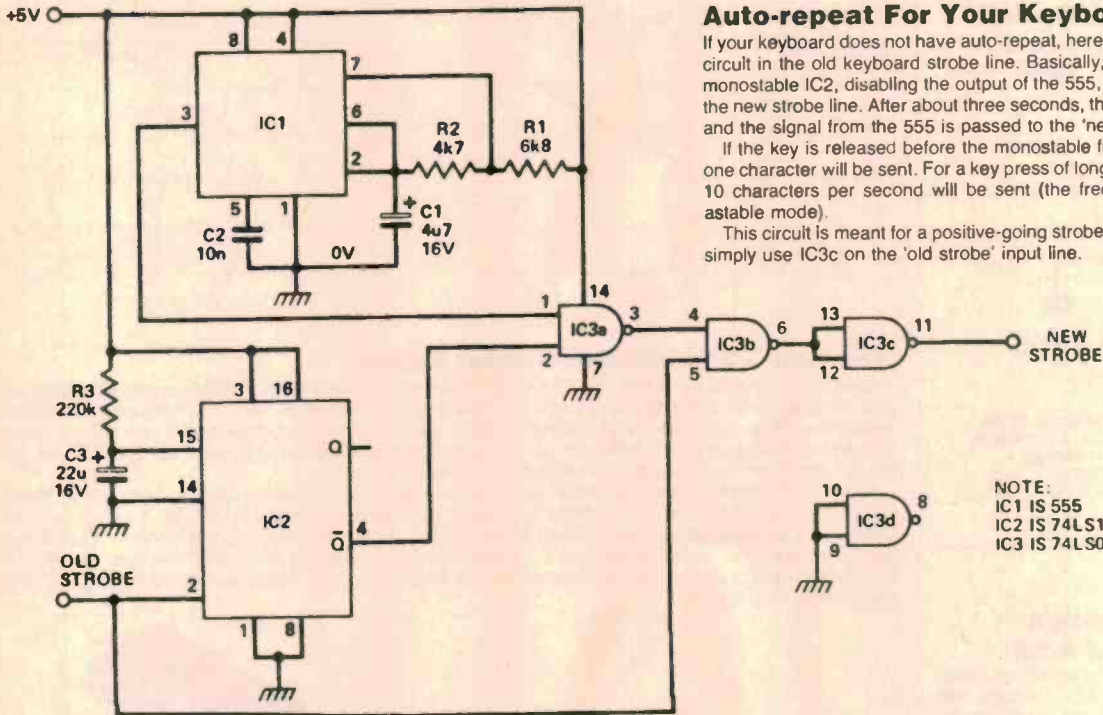 Auto-repeat For Your Keybo
If your keyboard does not have auto-repeat, here
circuit in the old keyboard strobe line. Basically,
monostable IC2, disabling the output of the 555,
the new strobe line. After about three seconds, th
and the signal from the 555 is passed to the 'ne
If the key is released before the monostable f
one character will be sent. For a key press of long
10 characters per second will be sent (the fre
astable mode).
This circuit is meant for a positive-going strobe
simply use IC3c on the 'old strobe' input line.
+5V
8
4
7
3
IC1
6
2
R2
4k7
R1
6k8
5
1
C2
10n
0V
+
C1
4u7
16V
14
1
IC3a
3
2
7
4
IC3b
6
5
13
IC3c
11
12
NEW
STROBE
R3
220k
3
16
15
Q
C3 +
22u
16V
14
IC2
4
Q̄
OLD
STROBE
2
1
8
10
IC3d
8
9
NOTE:
IC1 IS 555
IC2 IS 74LS1
IC3 IS 74LS0